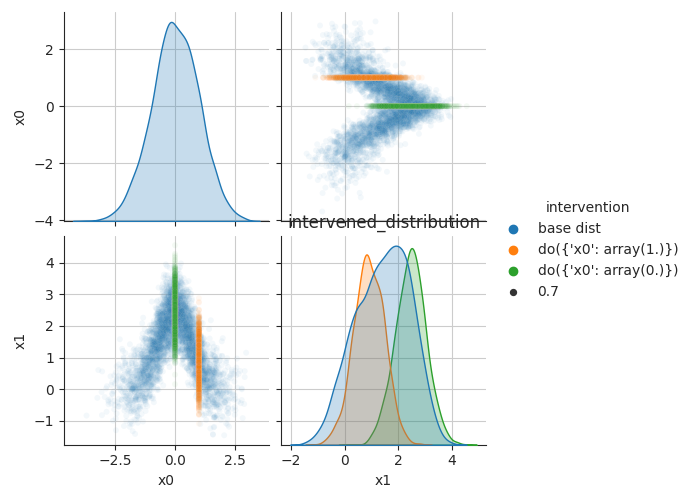 2
0
−2
−4
x0
intervened_distribution
4
3
2
1
0
−1
x1
−2.5
0.0
2.5
x0
−2
0
2
4
x1
intervention
base dist
do({'x0': array(1.)})
do({'x0': array(0.)})
0.7